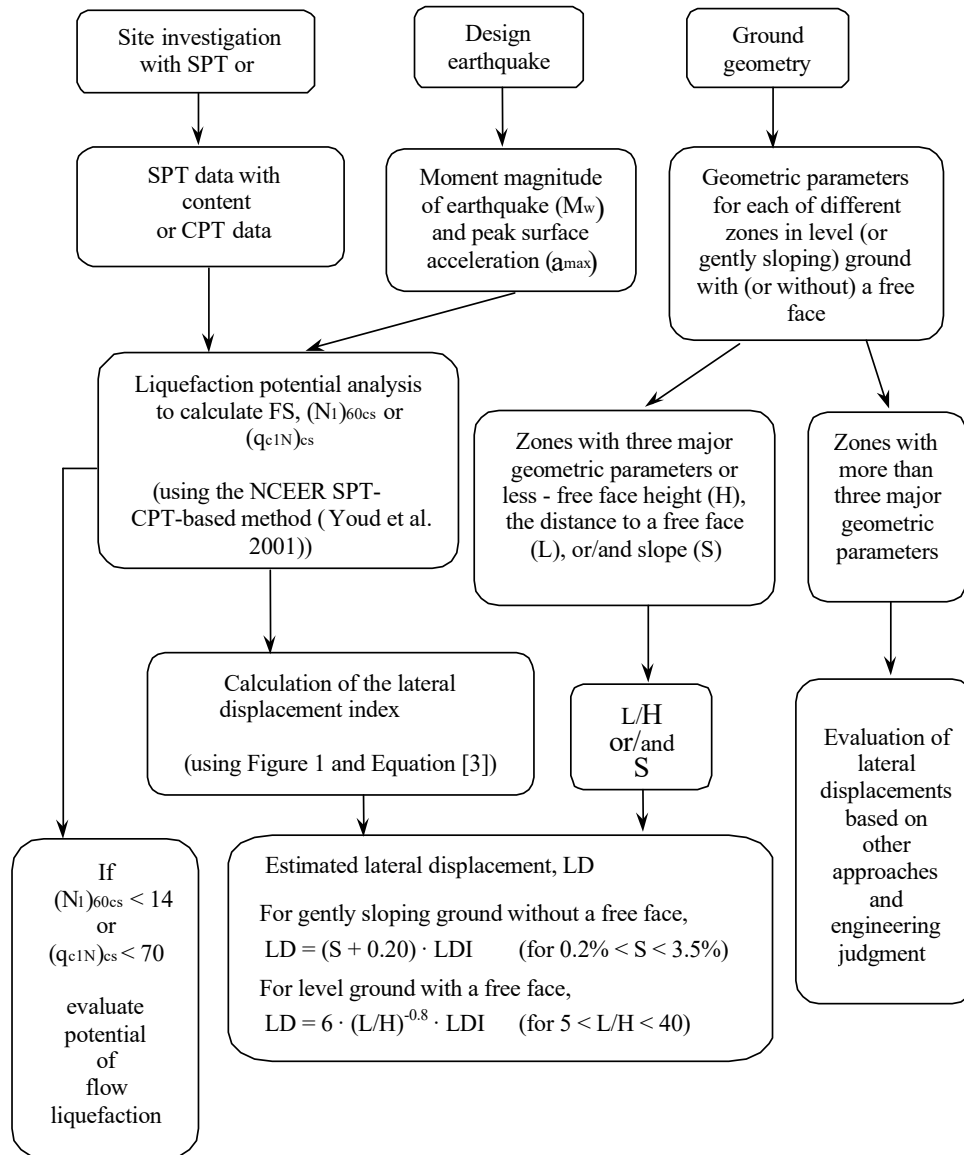 Site investigation
with SPT or
Design
earthquake
Ground
geometry
SPT data with
content
or CPT data
Moment magnitude
of earthquake (Mw)
and peak surface
acceleration (amax)
Geometric parameters
for each of different
zones in level (or
gently sloping) ground
with (or without) a free
face
Liquefaction potential analysis
to calculate FS, (N1)60cs or
(qc1N)cs
(using the NCEER SPT-
CPT-based method ( Youd et al.
2001))
Zones with three major
geometric parameters or
less - free face height (H),
the distance to a free face
(L), or/and slope (S)
Zones with
more than
three major
geometric
parameters
Calculation of the lateral
displacement index
(using Figure 1 and Equation [3])
L/H
or/and
S
Evaluation of
lateral
displacements
based on
other
approaches
and
engineering
judgment
If
(N1)60cs < 14
or
(qc1N)cs < 70
evaluate
potential
of
flow
liquefaction
Estimated lateral displacement, LD
For gently sloping ground without a free face,
LD = (S + 0.20) · LDI (for 0.2% < S < 3.5%)
For level ground with a free face,
LD = 6 · (L/H)-0.8 · LDI (for 5 < L/H < 40)